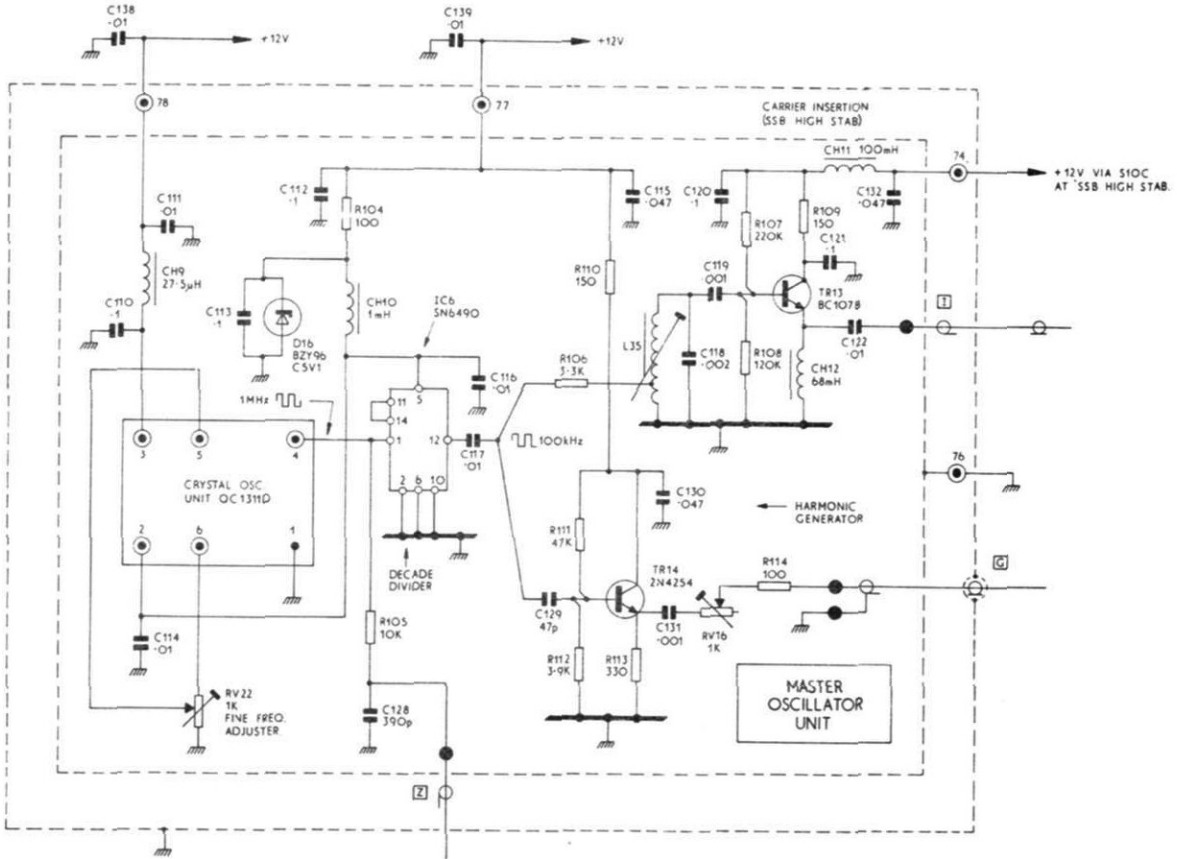 C138
·01
+12V
C139
·01
+12V
78
77
CARRIER INSERTION
(SSB HIGH STAB)
CH11 100mH
74
+12V VIA S10C
AT SSB HIGH STAB.
C111
·01
C112
·1
R104
100
C115
·047
C120
·1
C132
·047
R107
220K
R109
150
C121
·1
CH9
27·5µH
C110
·1
C113
·1
D16
BZY96
C5V1
CH10
1mH
IC6
SN6490
R110
150
C119
·001
TR13
BC107B
I
L35
C118
·002
R108
120K
C122
·01
CH12
68mH
R106
3·3K
C116
·01
1MHz
11
14
1
5
12
2
6
10
C117
·01
100kHz
3
5
4
CRYSTAL OSC.
UNIT QC1311D
2
6
1
76
C130
·047
HARMONIC
GENERATOR
R111
47K
DECADE
DIVIDER
TR14
2N4254
R114
100
G
C129
47p
C131
·001
RV16
1K
R105
10K
C114
·01
R112
3·9K
R113
330
RV22
1K
FINE FREQ.
ADJUSTER.
C128
390p
MASTER
OSCILLATOR
UNIT
Z